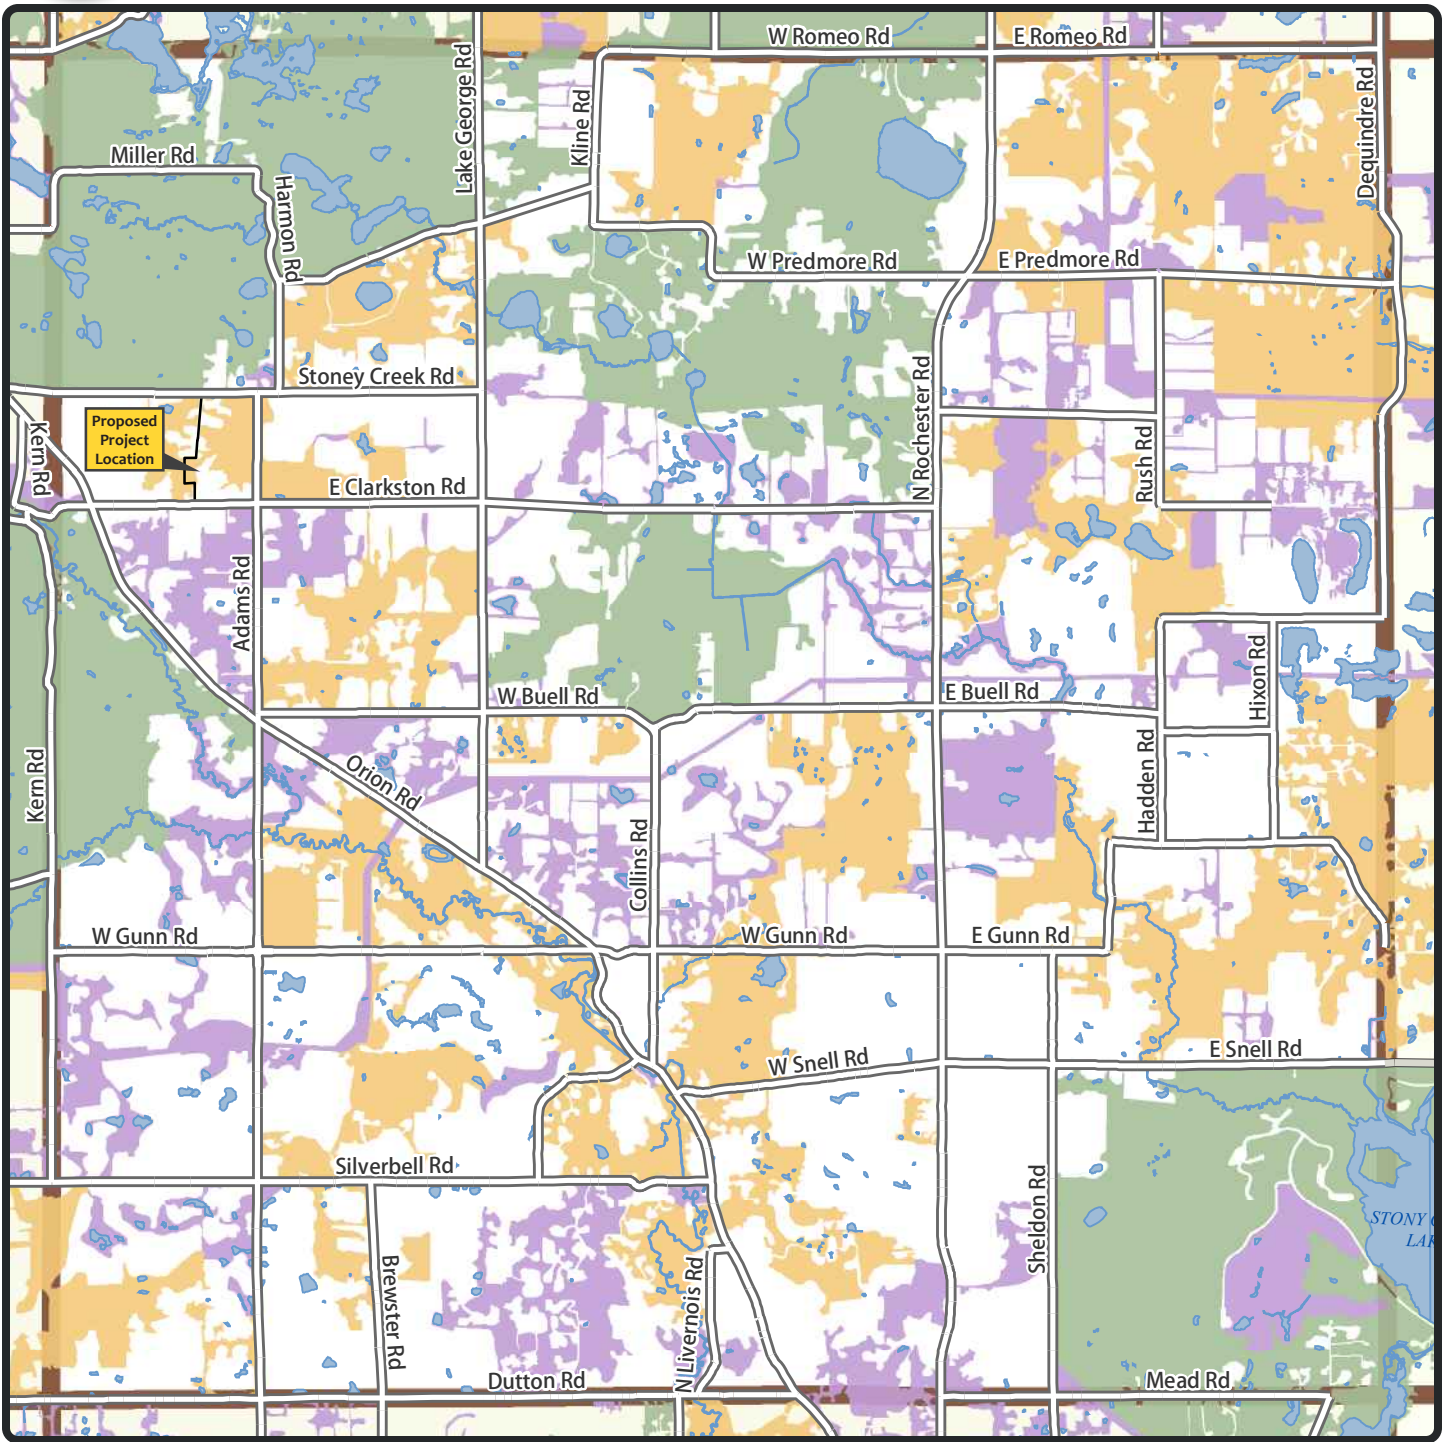 W Romeo Rd
E Romeo Rd
Lake George Rd
Kline Rd
Dequindre Rd
Miller Rd
Harmon Rd
W Predmore Rd
E Predmore Rd
Stoney Creek Rd
N Rochester Rd
Proposed
Project
Location
Kern Rd
Rush Rd
E Clarkston Rd
Adams Rd
W Buell Rd
E Buell Rd
Hixon Rd
Kern Rd
Orion Rd
Hadden Rd
Collins Rd
W Gunn Rd
W Gunn Rd
E Gunn Rd
W Snell Rd
E Snell Rd
Silverbell Rd
Sheldon Rd
STONY
LAK
Brewster Rd
N Livernois Rd
Dutton Rd
Mead Rd